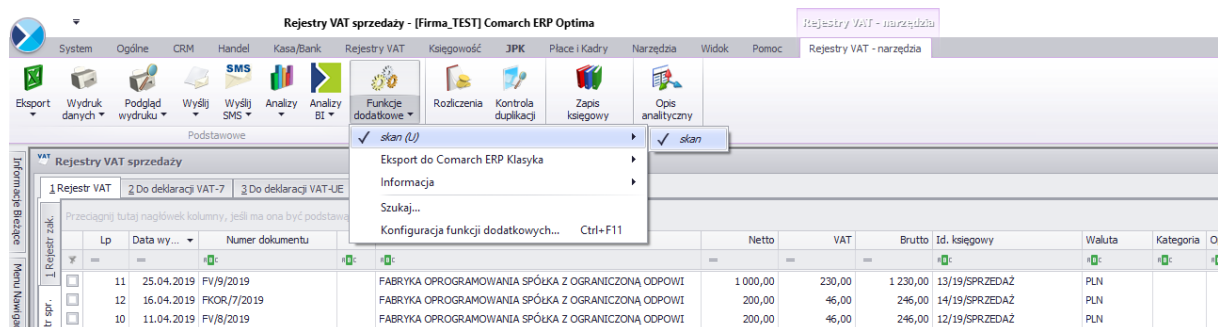 Rejestry VAT sprzedaży - [Firma_TEST] Comarch ERP Optima
Rejestry VAT - narzędzia
System Ogólne CRM Handel Kasa/Bank Rejestry VAT Księgowość JPK Płace i Kadry Narzędzia Widok Pomoc Rejestry VAT - narzędzia
SMS
Eksport Wydruk danych Podgląd wydruku Wyślij Wyślij SMS Analizy Analizy BI Funkcje dodatkowe Rozliczenia Kontrola duplikacji Zapis księgowy Opis analityczny
Podstawowe
skan (U)
skan
Eksport do Comarch ERP Klasyka
Informacja
Szukaj...
Konfiguracja funkcji dodatkowych... Ctrl+F11
Informacje Bieżące
VAT Rejestry VAT sprzedaży
1 Rejestr VAT 2 Do deklaracji VAT-7 3 Do deklaracji VAT-UE
1 Rejestr zak.
Przeciągnij tutaj nagłówek kolumny, jeśli ma ona być podstawą
Lp Data wy... Numer dokumentu Netto VAT Brutto Id. księgowy Waluta Kategoria
11 25.04.2019 FV/9/2019 FABRYKA OPROGRAMOWANIA SPÓŁKA Z OGRANICZONĄ ODPOWI 1 000,00 230,00 1 230,00 13/19/SPRZEDAŻ PLN
12 16.04.2019 FKOR/7/2019 FABRYKA OPROGRAMOWANIA SPÓŁKA Z OGRANICZONĄ ODPOWI 200,00 46,00 246,00 14/19/SPRZEDAŻ PLN
10 11.04.2019 FV/8/2019 FABRYKA OPROGRAMOWANIA SPÓŁKA Z OGRANICZONĄ ODPOWI 200,00 46,00 246,00 12/19/SPRZEDAŻ PLN